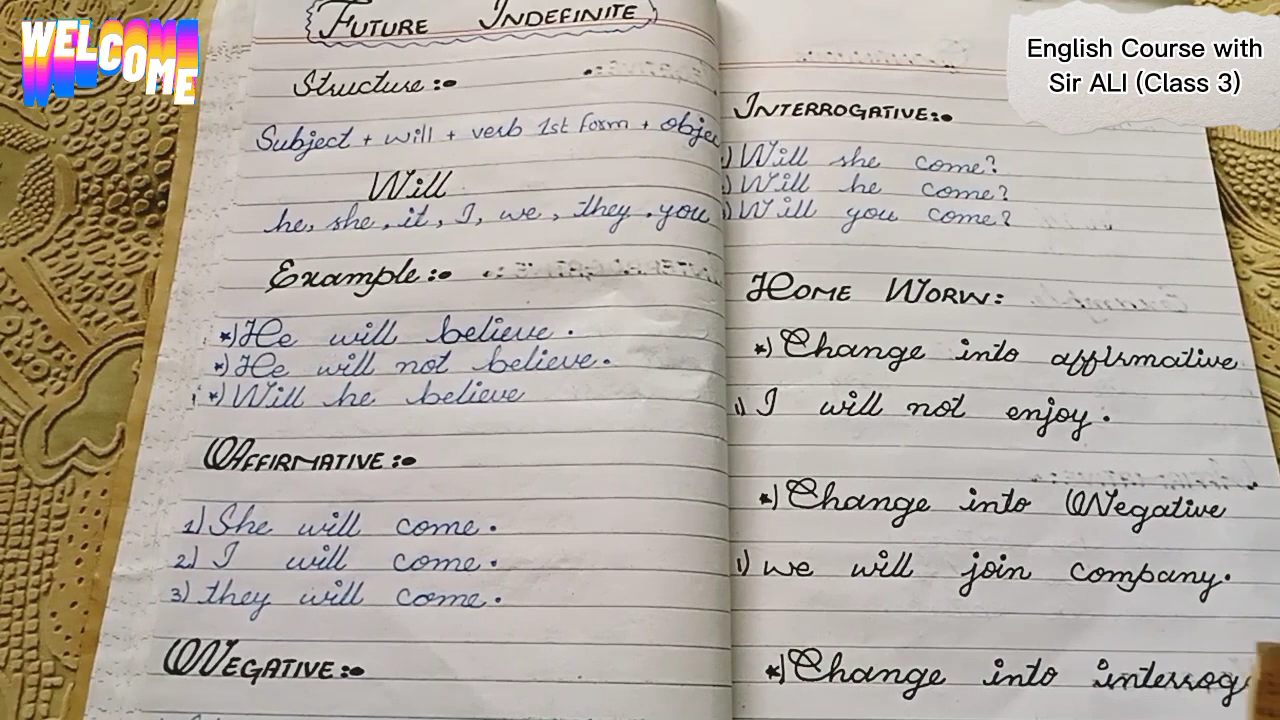 WELCOME
English Course with
Sir ALI (Class 3)
FUTURE INDEFINITE
Structure:
Subject + will + verb 1st form + objec
Will
he, she, it, I, we, they, you
Example:
*) He will believe.
*) He will not believe.
*) Will he believe
AFFIRMATIVE:
1) She will come.
2) I will come.
3) they will come.
NEGATIVE:
INTERROGATIVE:
) Will she come?
) Will he come?
) Will you come?
HOME WORK:
*) Change into affirmative
1) I will not enjoy.
*) Change into Negative
1) we will join company.
*) Change into interrog